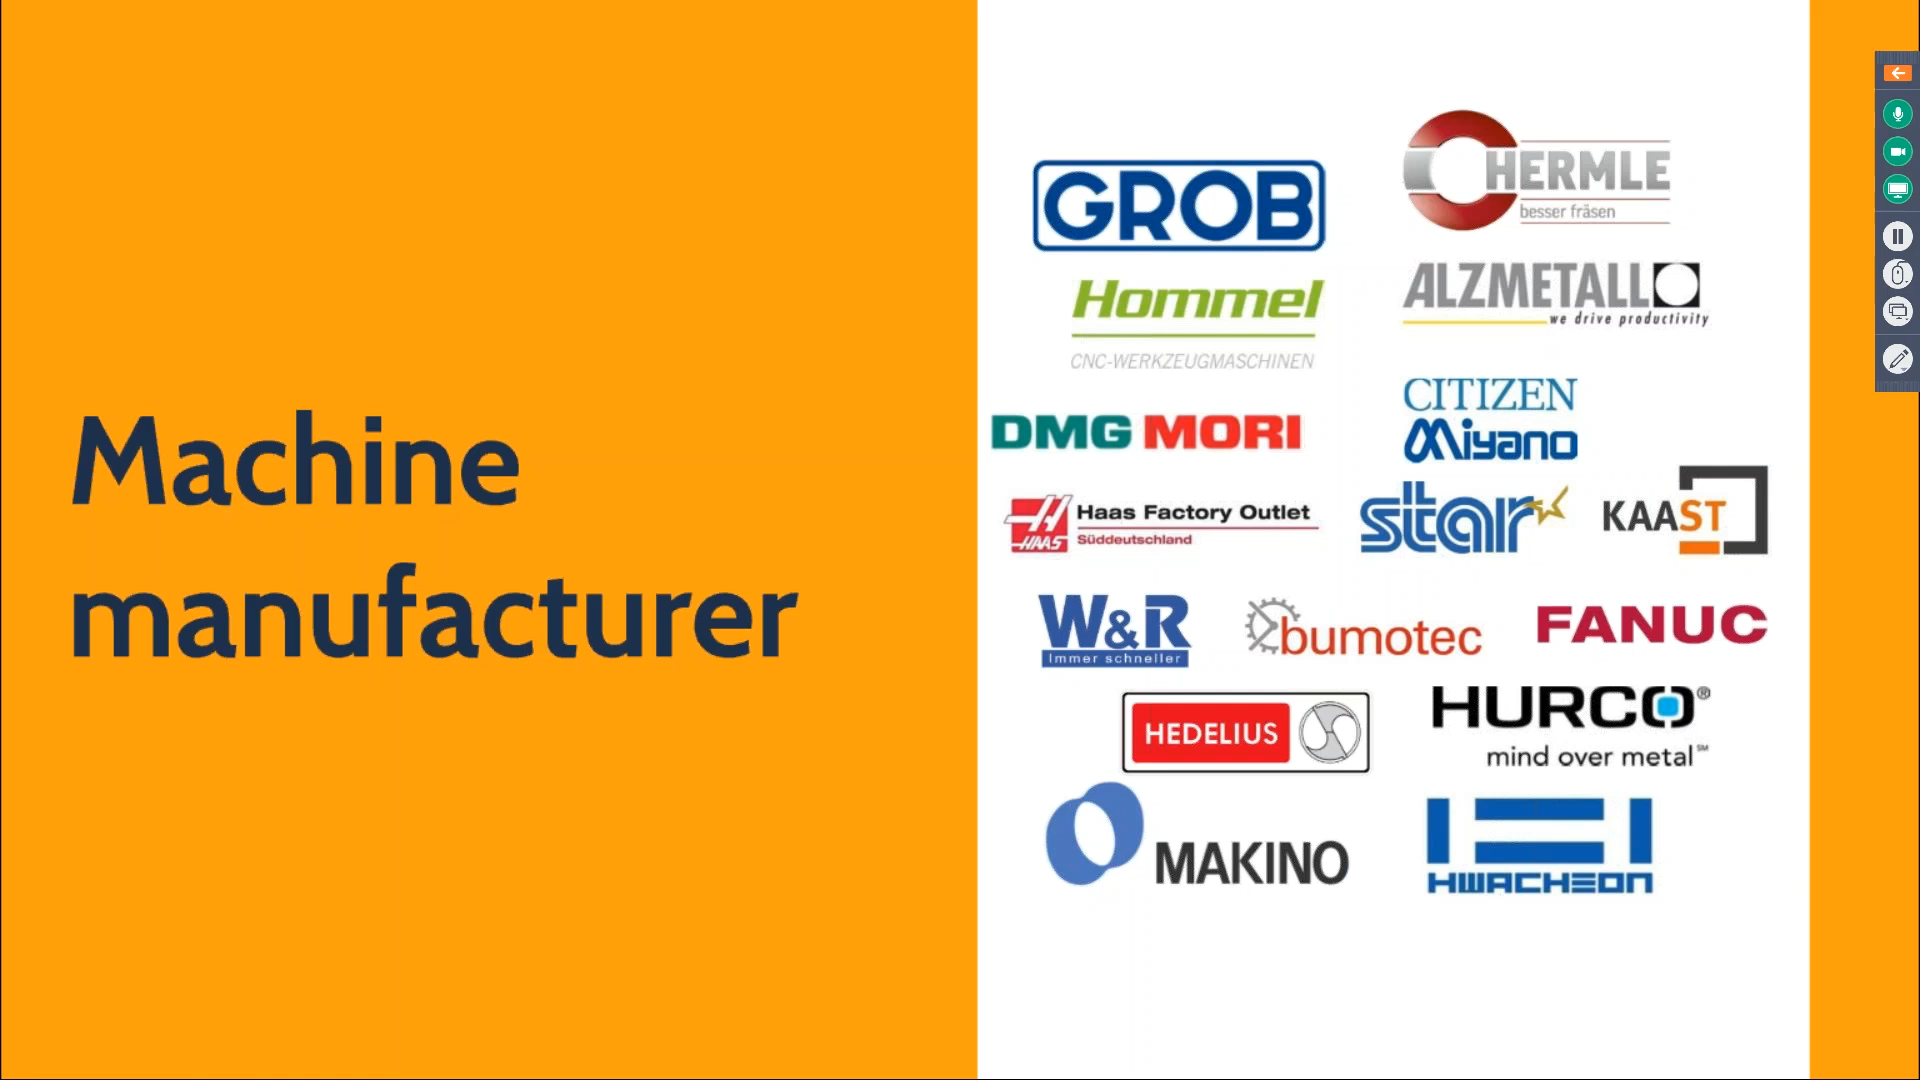 Machine
manufacturer
GROB
HERMLE
besser fräsen
Hommel
CNC-WERKZEUGMASCHINEN
ALZMETALL
we drive productivity
DMG MORI
CITIZEN
Miyano
HAAS
Haas Factory Outlet
Süddeutschland
star
KAAST
W&R
Immer schneller
bumotec
FANUC
HEDELIUS
HURCO®
mind over metal℠
MAKINO
HWACHEON